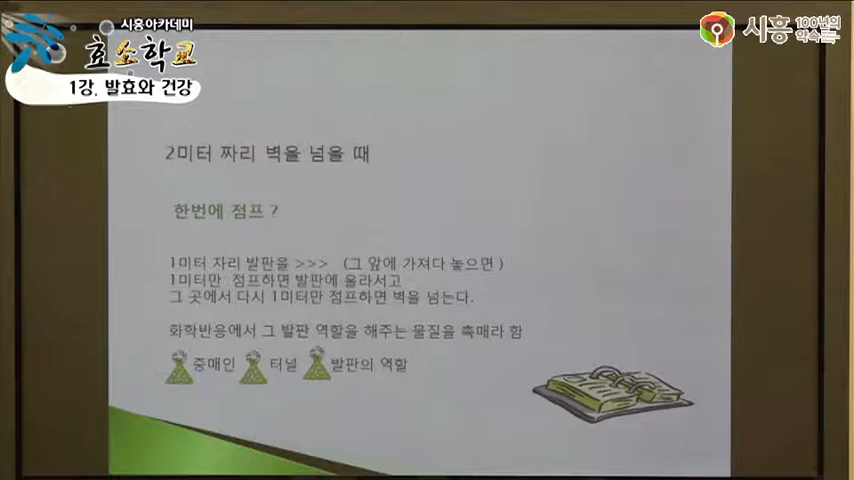 시흥아카데미
효소학교
1강. 발효와 건강
시흥 100년의 약속
2미터 짜리 벽을 넘을 때
한번에 점프 ?
1미터 자리 발판을 >>> (그 앞에 가져다 놓으면 )
1미터만 점프하면 발판에 올라서고
그 곳에서 다시 1미터만 점프하면 벽을 넘는다.
화학반응에서 그 발판 역할을 해주는 물질을 촉매라 함
중매인 터널 발판의 역할